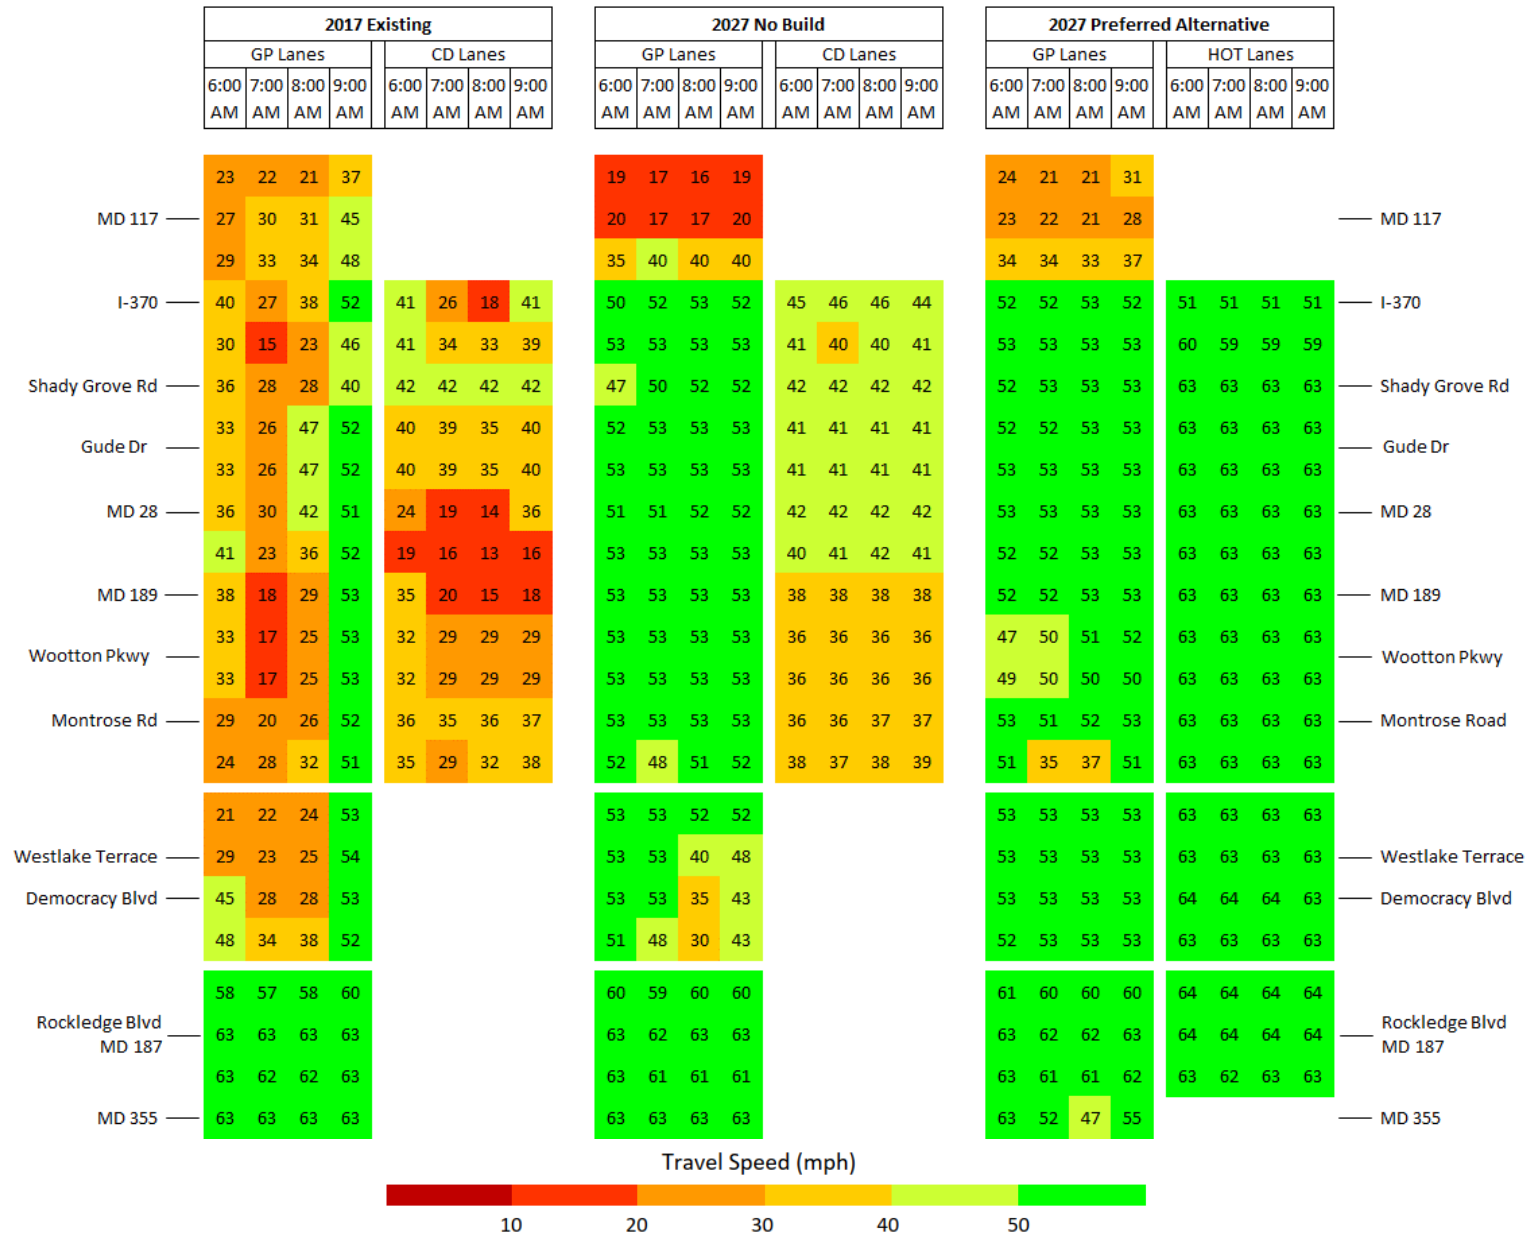 2017 Existing 2027 No Build 2027 Preferred Alternative
GP Lanes CD Lanes GP Lanes CD Lanes GP Lanes HOT Lanes
6:00 7:00 8:00 9:00 6:00 7:00 8:00 9:00 6:00 7:00 8:00 9:00 6:00 7:00 8:00 9:00 6:00 7:00 8:00 9:00 6:00 7:00 8:00 9:00
AM AM AM AM AM AM AM AM AM AM AM AM AM AM AM AM AM AM AM AM AM AM AM AM
23 22 21 37 19 17 16 19 24 21 21 31
MD 117 27 30 31 45 20 17 17 20 23 22 21 28 MD 117
29 33 34 48 35 40 40 40 34 34 33 37
I-370 40 27 38 52 41 26 18 41 50 52 53 52 45 46 46 44 52 52 53 52 51 51 51 51 I-370
30 15 23 46 41 34 33 39 53 53 53 53 41 40 40 41 53 53 53 53 60 59 59 59
Shady Grove Rd 36 28 28 40 42 42 42 42 47 50 52 52 42 42 42 42 52 53 53 53 63 63 63 63 Shady Grove Rd
33 26 47 52 40 39 35 40 52 53 53 53 41 41 41 41 52 52 53 53 63 63 63 63
Gude Dr Gude Dr
33 26 47 52 40 39 35 40 53 53 53 53 41 41 41 41 53 53 53 53 63 63 63 63
MD 28 36 30 42 51 24 19 14 36 51 51 52 52 42 42 42 42 53 53 53 53 63 63 63 63 MD 28
41 23 36 52 19 16 13 16 53 53 53 53 40 41 42 41 52 52 53 53 63 63 63 63
MD 189 38 18 29 53 35 20 15 18 53 53 53 53 38 38 38 38 52 52 53 53 63 63 63 63 MD 189
33 17 25 53 32 29 29 29 53 53 53 53 36 36 36 36 47 50 51 52 63 63 63 63
Wootton Pkwy Wootton Pkwy
33 17 25 53 32 29 29 29 53 53 53 53 36 36 36 36 49 50 50 50 63 63 63 63
Montrose Rd 29 20 26 52 36 35 36 37 53 53 53 53 36 36 37 37 53 51 52 53 63 63 63 63 Montrose Road
24 28 32 51 35 29 32 38 52 48 51 52 38 37 38 39 51 35 37 51 63 63 63 63
21 22 24 53 53 53 52 52 53 53 53 53 63 63 63 63
Westlake Terrace 29 23 25 54 53 53 40 48 53 53 53 53 63 63 63 63 Westlake Terrace
Democracy Blvd 45 28 28 53 53 53 35 43 53 53 53 53 64 64 64 63 Democracy Blvd
48 34 38 52 51 48 30 43 52 53 53 53 63 63 63 63
58 57 58 60 60 59 60 60 61 60 60 60 64 64 64 64
Rockledge Blvd 63 63 63 63 63 62 63 63 63 62 62 63 64 64 64 64 Rockledge Blvd
MD 187 MD 187
63 62 62 63 63 61 61 61 63 61 61 62 63 62 63 63
MD 355 63 63 63 63 63 63 63 63 63 52 47 55 MD 355
Travel Speed (mph)
10 20 30 40 50